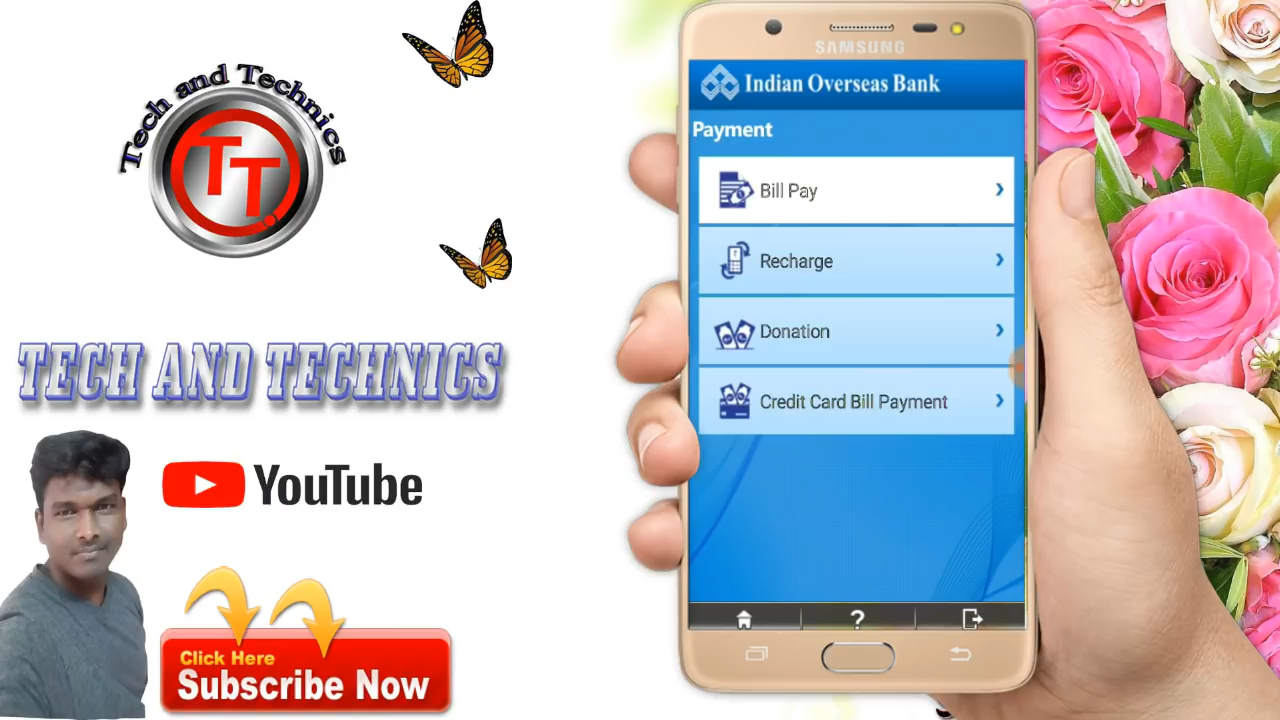 Tech and Technics
TT.
TECH AND TECHNICS
YouTube
Click Here
Subscribe Now
SAMSUNG
Indian Overseas Bank
Payment
Bill Pay
Recharge
Donation
Credit Card Bill Payment
?